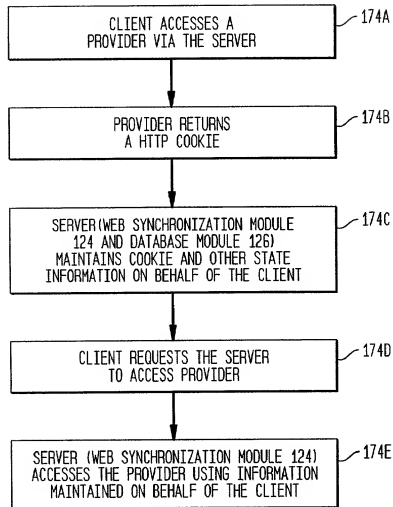 CLIENT ACCESSES A
PROVIDER VIA THE SERVER
174A
PROVIDER RETURNS
A HTTP COOKIE
174B
SERVER(WEB SYNCHRONIZATION MODULE
124 AND DATABASE MODULE 126)
MAINTAINS COOKIE AND OTHER STATE
INFORMATION ON BEHALF OF THE CLIENT
174C
CLIENT REQUESTS THE SERVER
TO ACCESS PROVIDER
174D
SERVER (WEB SYNCHRONIZATION MODULE 124)
ACCESSES THE PROVIDER USING INFORMATION
MAINTAINED ON BEHALF OF THE CLIENT
174E